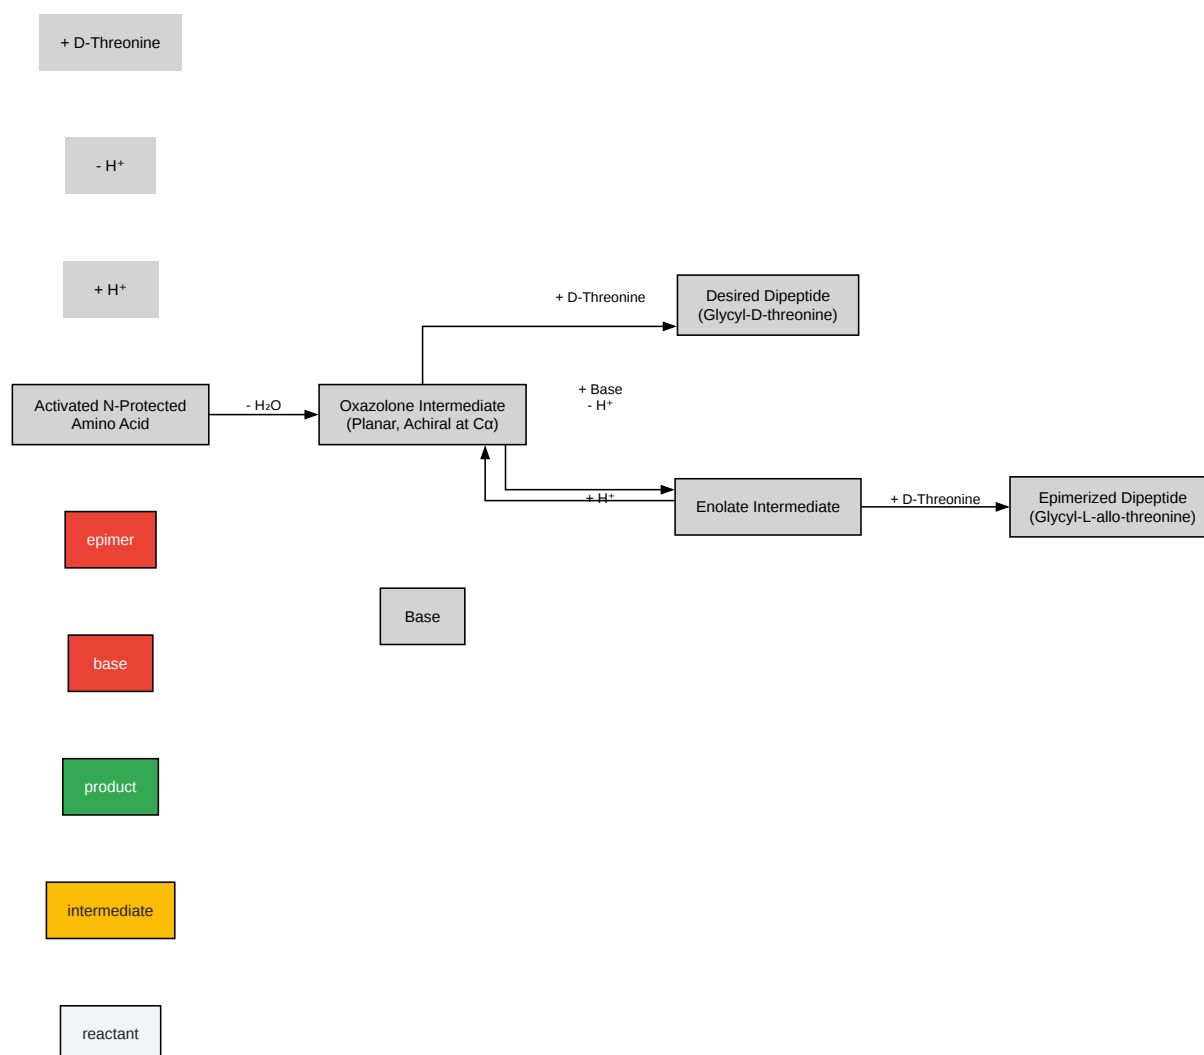 + D-Threonine
- H⁺
+ H⁺
+ D-Threonine
Desired Dipeptide
(Glycyl-D-threonine)
Activated N-Protected
Amino Acid
- H₂O
Oxazolone Intermediate
(Planar, Achiral at Cα)
+ Base
- H⁺
+ H⁺
Enolate Intermediate
+ D-Threonine
Epimerized Dipeptide
(Glycyl-L-allo-threonine)
epimer
Base
base
product
intermediate
reactant